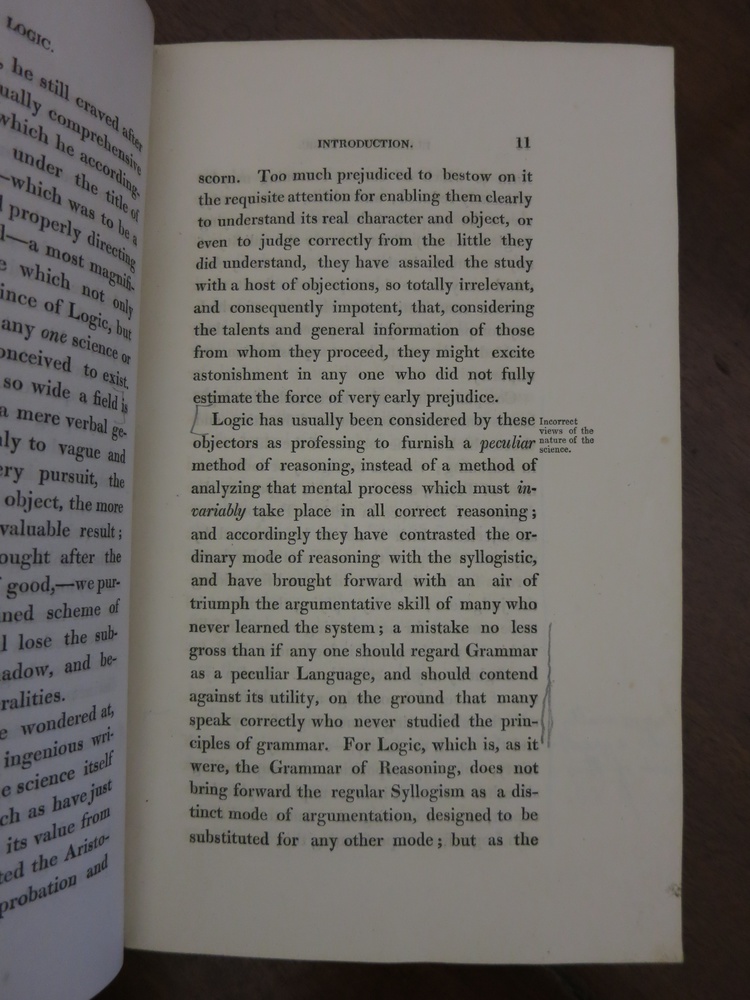 LOGIC.
, he still craved after
ually comprehensive
which he according-
under the title of
—which was to be a
properly directing
—a most magnifi-
e which not only
ince of Logic, but
any one science or
onceived to exist.
so wide a field is
a mere verbal ge-
ly to vague and
ery pursuit, the
object, the more
valuable result;
ought after the
good,—we pur-
ned scheme of
l lose the sub-
adow, and be-
ralities.
e wondered at,
ingenious wri-
e science itself
ch as have just
its value from
ted the Aristo-
probation and
INTRODUCTION. 11
scorn. Too much prejudiced to bestow on it
the requisite attention for enabling them clearly
to understand its real character and object, or
even to judge correctly from the little they
did understand, they have assailed the study
with a host of objections, so totally irrelevant,
and consequently impotent, that, considering
the talents and general information of those
from whom they proceed, they might excite
astonishment in any one who did not fully
estimate the force of very early prejudice.
Logic has usually been considered by these
objectors as professing to furnish a peculiar
method of reasoning, instead of a method of
analyzing that mental process which must in-
variably take place in all correct reasoning;
and accordingly they have contrasted the or-
dinary mode of reasoning with the syllogistic,
and have brought forward with an air of
triumph the argumentative skill of many who
never learned the system; a mistake no less
gross than if any one should regard Grammar
as a peculiar Language, and should contend
against its utility, on the ground that many
speak correctly who never studied the prin-
ciples of grammar. For Logic, which is, as it
were, the Grammar of Reasoning, does not
bring forward the regular Syllogism as a dis-
tinct mode of argumentation, designed to be
substituted for any other mode; but as the
Incorrect
views of the
nature of the
science.